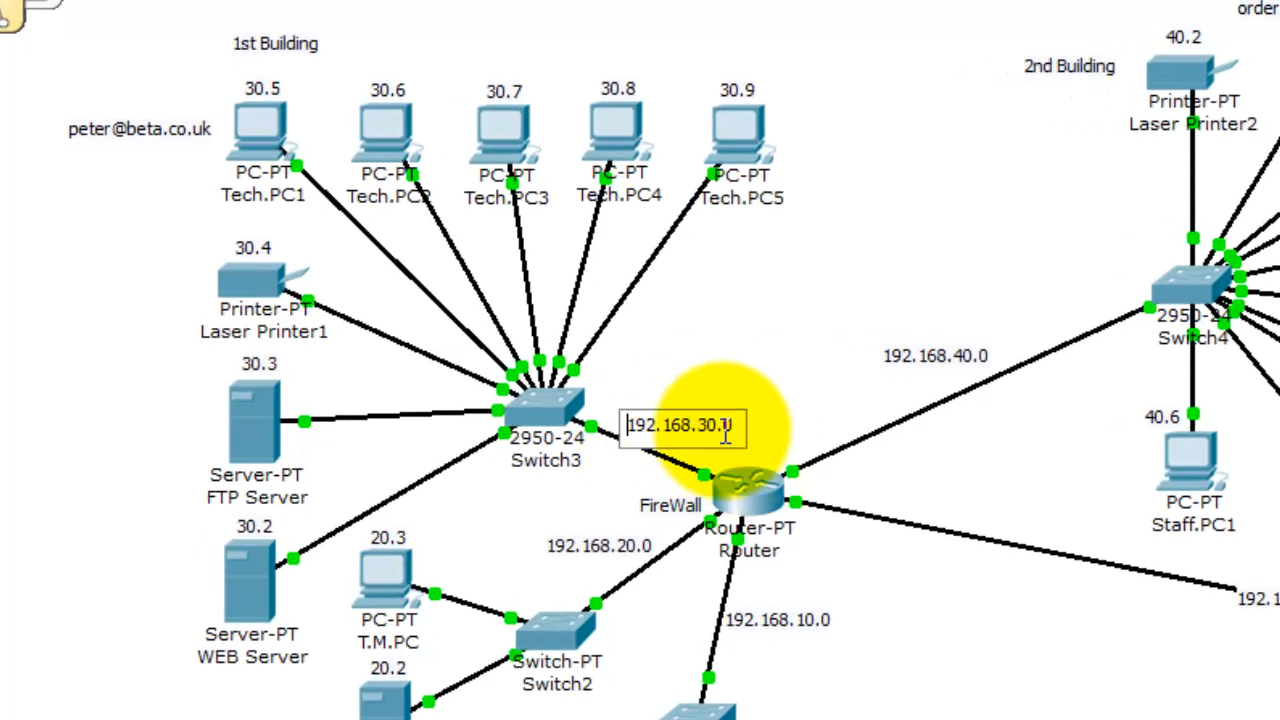 order
1st Building
40.2
2nd Building
30.5
30.6
30.7
30.8
30.9
peter@beta.co.uk
Printer-PT
Laser Printer2
PC-PT
Tech.PC1
PC-PT
Tech.PC2
PC-PT
Tech.PC3
PC-PT
Tech.PC4
PC-PT
Tech.PC5
30.4
Printer-PT
Laser Printer1
2950-24
Switch4
192.168.40.0
30.3
192.168.30.0
40.6
2950-24
Switch3
Server-PT
FTP Server
FireWall
Router-PT
Router
PC-PT
Staff.PC1
30.2
20.3
192.168.20.0
192.1
PC-PT
T.M.PC
192.168.10.0
Server-PT
WEB Server
20.2
Switch-PT
Switch2